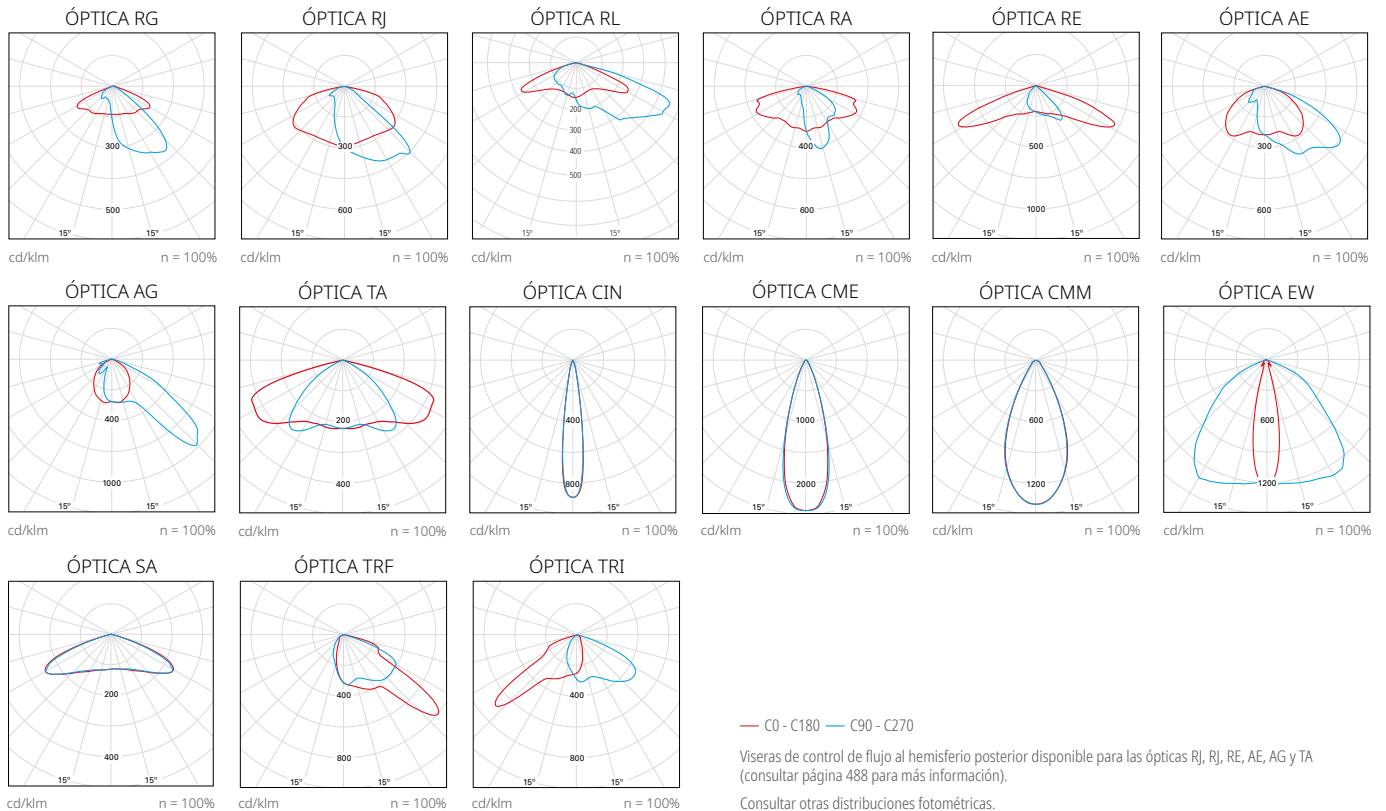 ÓPTICA RG
300
500
15° 15°
cd/klm n = 100%
ÓPTICA RJ
300
600
15° 15°
cd/klm n = 100%
ÓPTICA RL
200
300
400
500
15° 15°
cd/klm n = 100%
ÓPTICA RA
400
600
15° 15°
cd/klm n = 100%
ÓPTICA RE
500
1000
15° 15°
cd/klm n = 100%
ÓPTICA AE
300
600
15° 15°
cd/klm n = 100%
ÓPTICA AG
400
1000
15° 15°
cd/klm n = 100%
ÓPTICA TA
200
400
15° 15°
cd/klm n = 100%
ÓPTICA CIN
400
800
15° 15°
cd/klm n = 100%
ÓPTICA CME
1000
2000
15° 15°
cd/klm n = 100%
ÓPTICA CMM
600
1200
15° 15°
cd/klm n = 100%
ÓPTICA EW
600
1200
15° 15°
cd/klm n = 100%
ÓPTICA SA
200
400
15° 15°
cd/klm n = 100%
ÓPTICA TRF
400
800
15° 15°
cd/klm n = 100%
ÓPTICA TRI
400
800
15° 15°
cd/klm n = 100%
C0 - C180 C90 - C270
Viseras de control de flujo al hemisferio posterior disponible para las ópticas RJ, RJ, RE, AE, AG y TA
(consultar página 488 para más información).
Consultar otras distribuciones fotométricas.